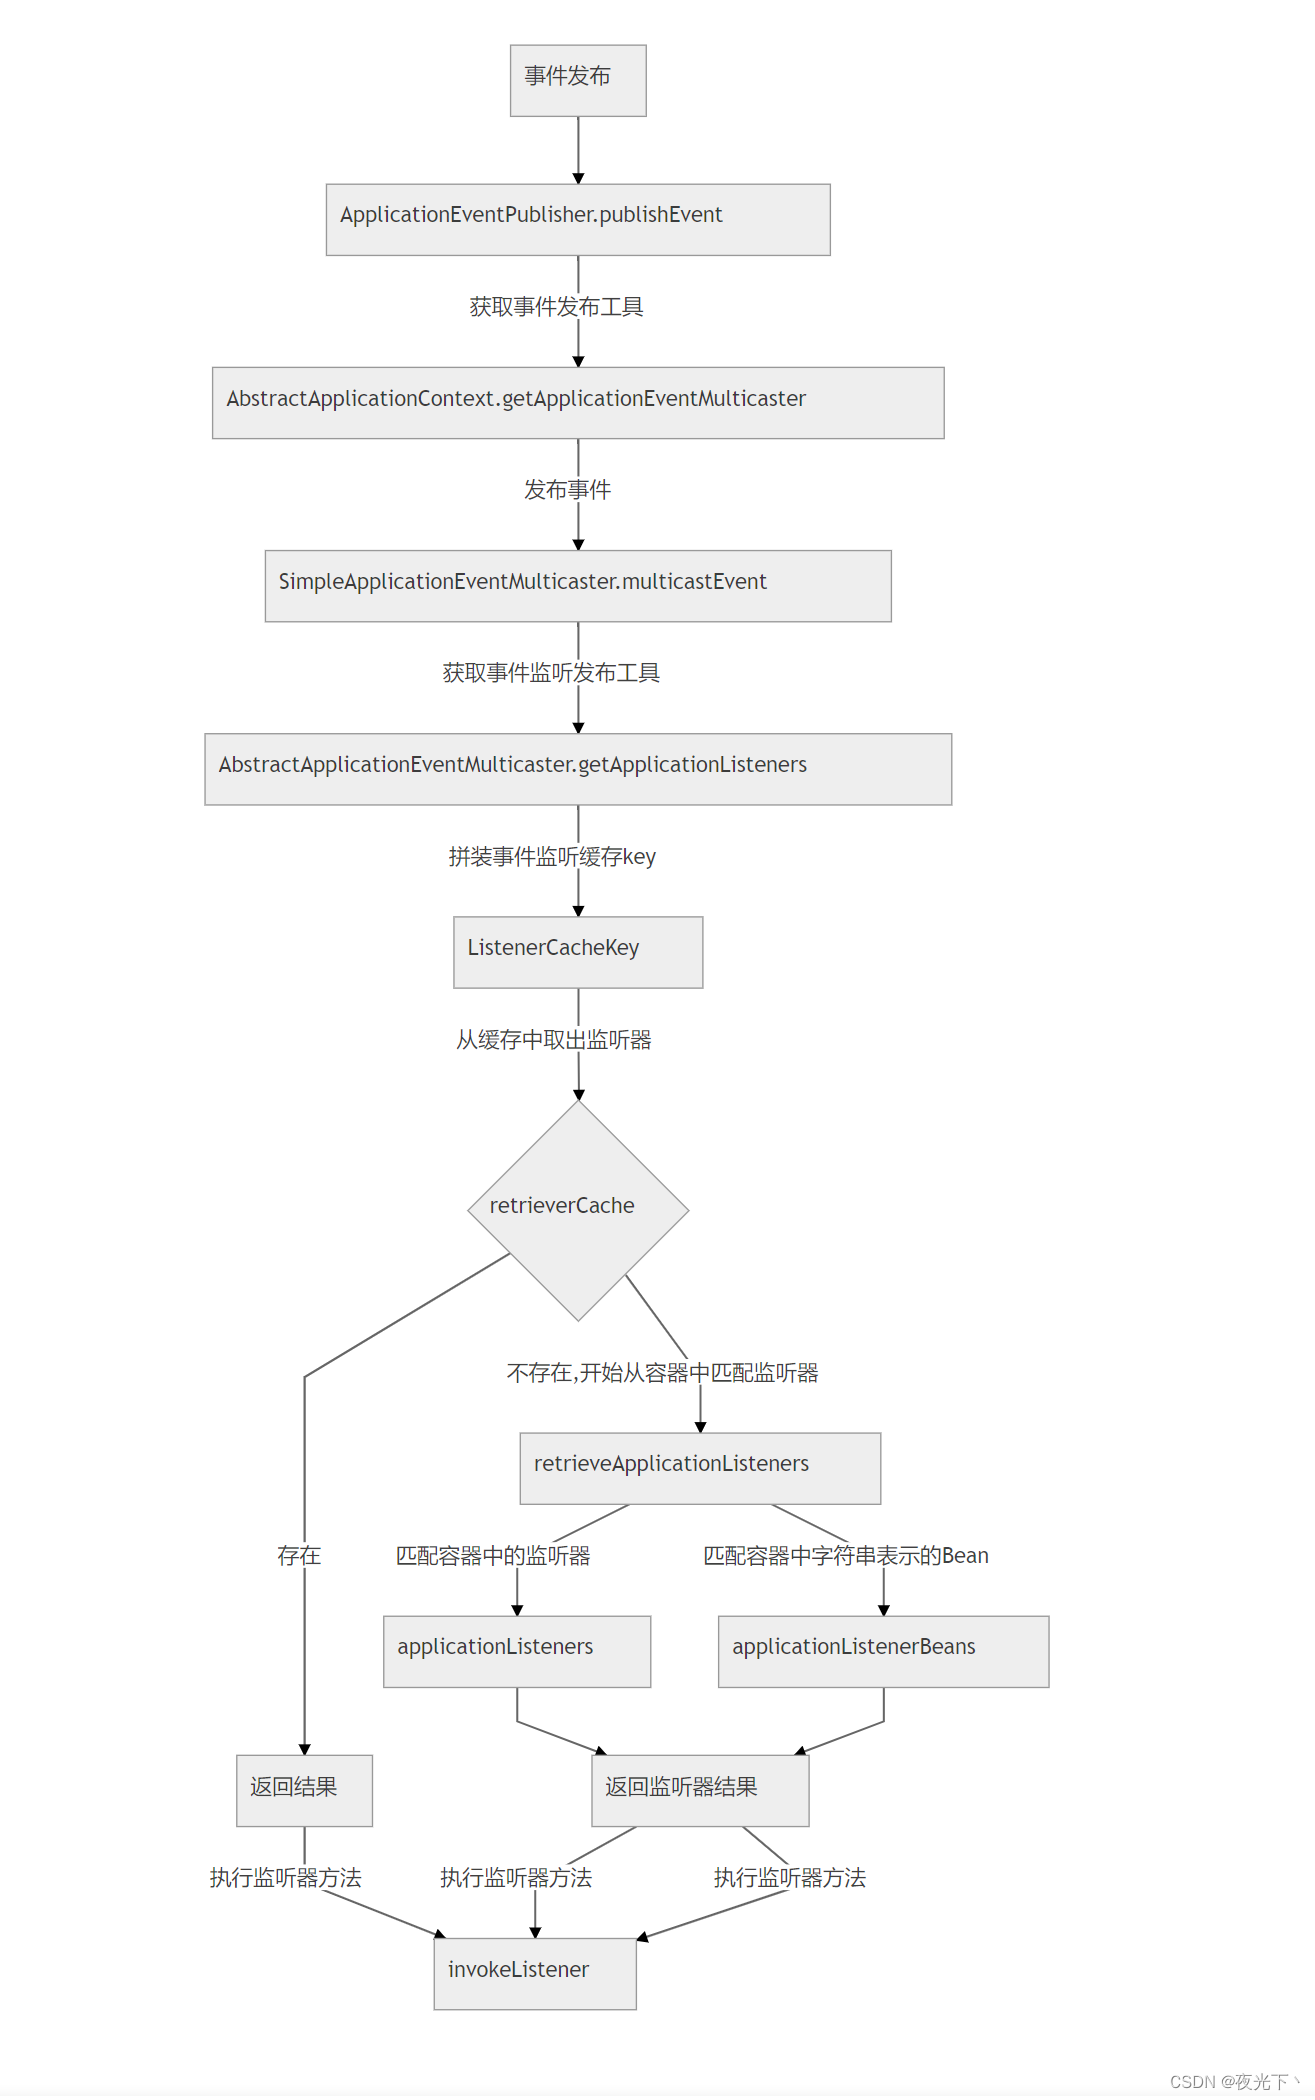 事件发布
ApplicationEventPublisher.publishEvent
获取事件发布工具
AbstractApplicationContext.getApplicationEventMulticaster
发布事件
SimpleApplicationEventMulticaster.multicastEvent
获取事件监听发布工具
AbstractApplicationEventMulticaster.getApplicationListeners
拼装事件监听缓存key
ListenerCacheKey
从缓存中取出监听器
retrieverCache
不存在,开始从容器中匹配监听器
retrieveApplicationListeners
存在
匹配容器中的监听器
匹配容器中字符串表示的Bean
applicationListeners
applicationListenerBeans
返回结果
返回监听器结果
执行监听器方法
执行监听器方法
执行监听器方法
invokeListener
CSDN @夜光下丶